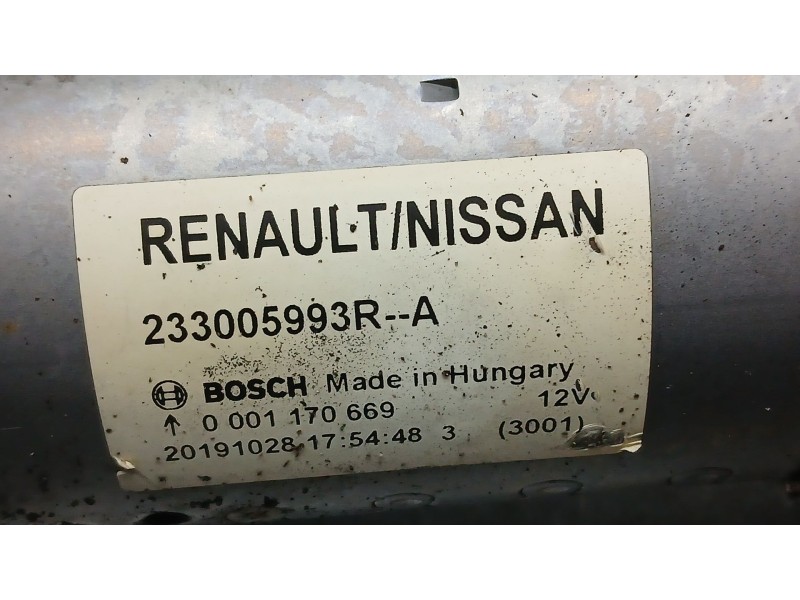 RENAULT/NISSAN
233005993R--A
BOSCH Made in Hungary
↑ 0 001 170 669 12V
20191028 17:54:48 3 (3001)